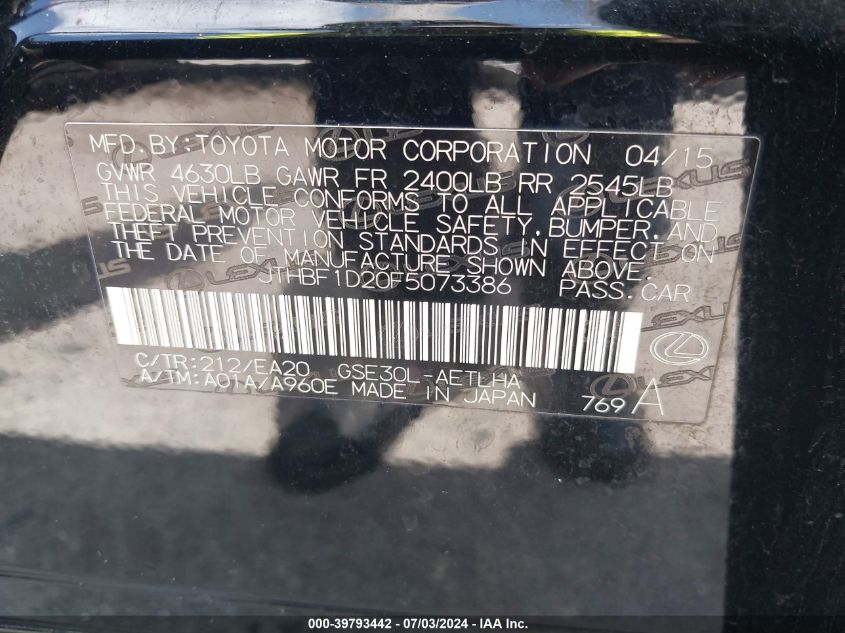 MFD. BY: TOYOTA MOTOR CORPORATION 04/15
GVWR 4630LB GAWR FR 2400LB RR 2545LB
THIS VEHICLE CONFORMS TO ALL APPLICABLE
FEDERAL MOTOR VEHICLE SAFETY, BUMPER, AND
THEFT PREVENTION STANDARDS IN EFFECT ON
THE DATE OF MANUFACTURE SHOWN ABOVE.
JTHBF1D20F5073386 PASS. CAR
C/TR: 212/EA20 GSE30L-AETLHA
A/TM: A01A/A960E MADE IN JAPAN 769 A
LEXUS
000-39793442 - 07/03/2024 - IAA Inc.